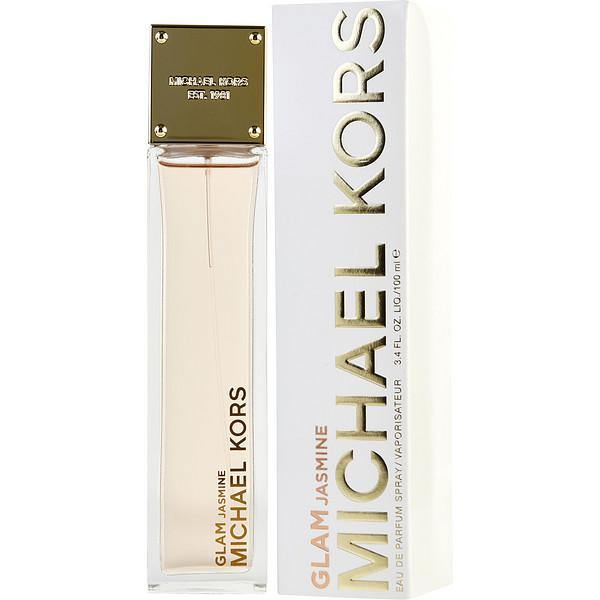 MICHAEL KORS
EST. 1981
GLAM JASMINE
MICHAEL KORS
GLAM JASMINE
MICHAEL KORS
EAU DE PARFUM SPRAY / VAPORISATEUR 3.4 FL. OZ. LIQ./100 ml ℮